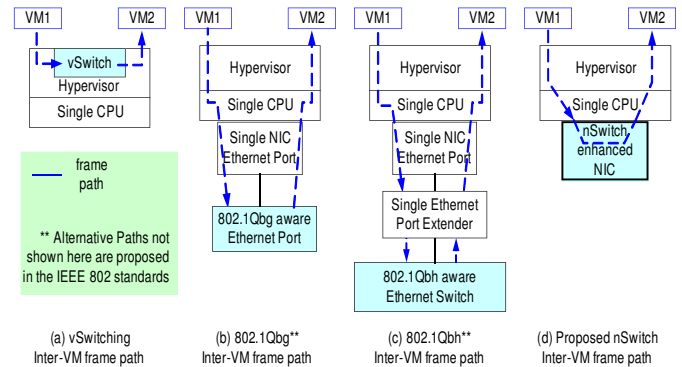 VM1
VM2
vSwitch
Hypervisor
Single CPU
frame
path
** Alternative Paths not
shown here are proposed
in the IEEE 802 standards
(a) vSwitching
Inter-VM frame path
VM1
VM2
Hypervisor
Single CPU
Single NIC
Ethernet Port
802.1Qbg aware
Ethernet Port
(b) 802.1Qbg**
Inter-VM frame path
VM1
VM2
Hypervisor
Single CPU
Single NIC
Ethernet Port
Single Ethernet
Port Extender
802.1Qbh aware
Ethernet Switch
(c) 802.1Qbh**
Inter-VM frame path
VM1
VM2
Hypervisor
Single CPU
nSwitch
enhanced
NIC
(d) Proposed nSwitch
Inter-VM frame path